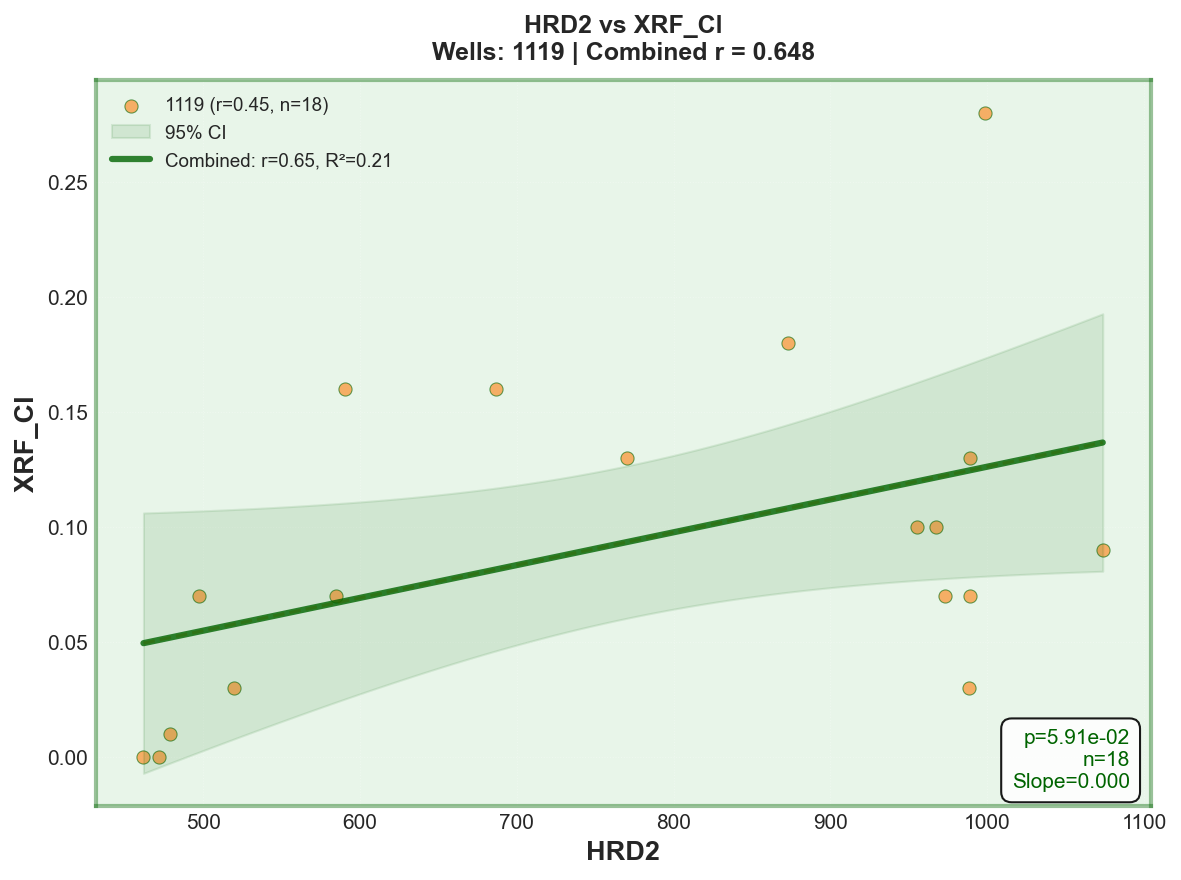 HRD2 vs XRF_CI
Wells: 1119 | Combined r = 0.648
1119 (r=0.45, n=18)
95% CI
Combined: r=0.65, R²=0.21
0.25
0.20
0.15
0.10
0.05
0.00
XRF_CI
p=5.91e-02
n=18
Slope=0.000
500
600
700
800
900
1000
1100
HRD2